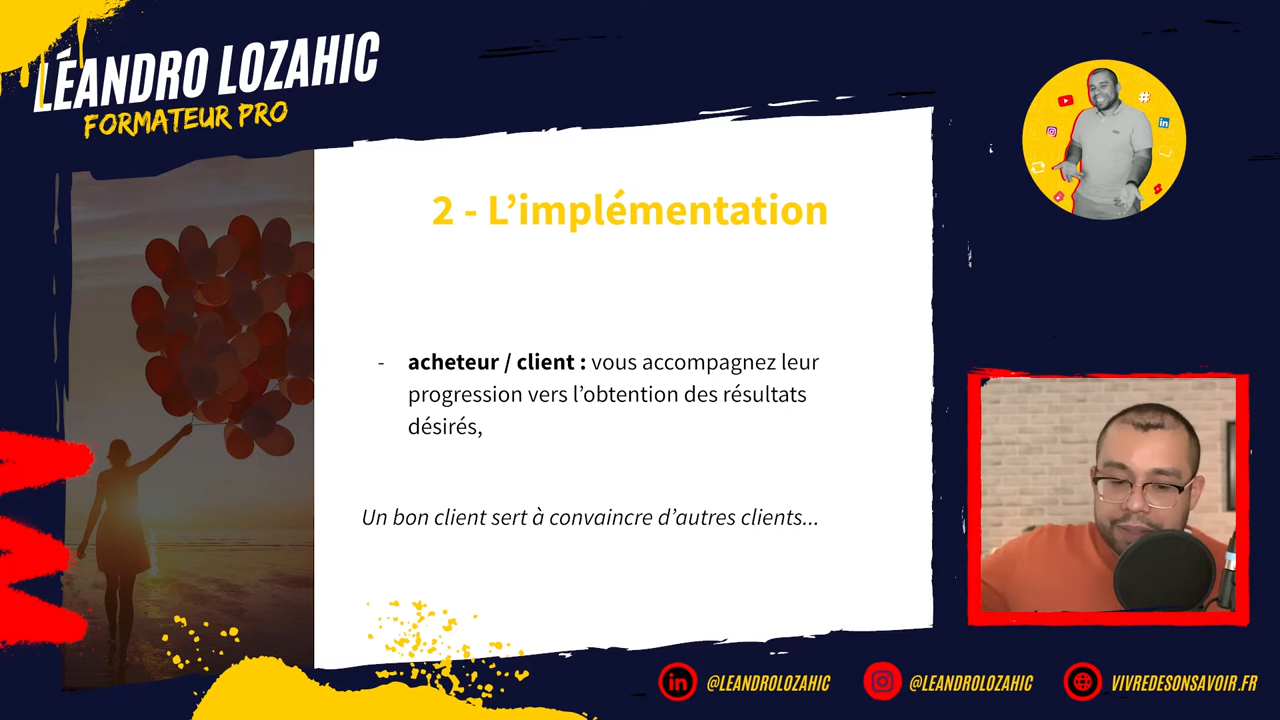 LÉANDRO LOZAHIC
FORMATEUR PRO
2 - L’implémentation
- acheteur / client : vous accompagnez leur
progression vers l’obtention des résultats
désirés,
Un bon client sert à convaincre d’autres clients...
@LEANDROLOZAHIC
@LEANDROLOZAHIC
VIVREDESONSAVOIR.FR